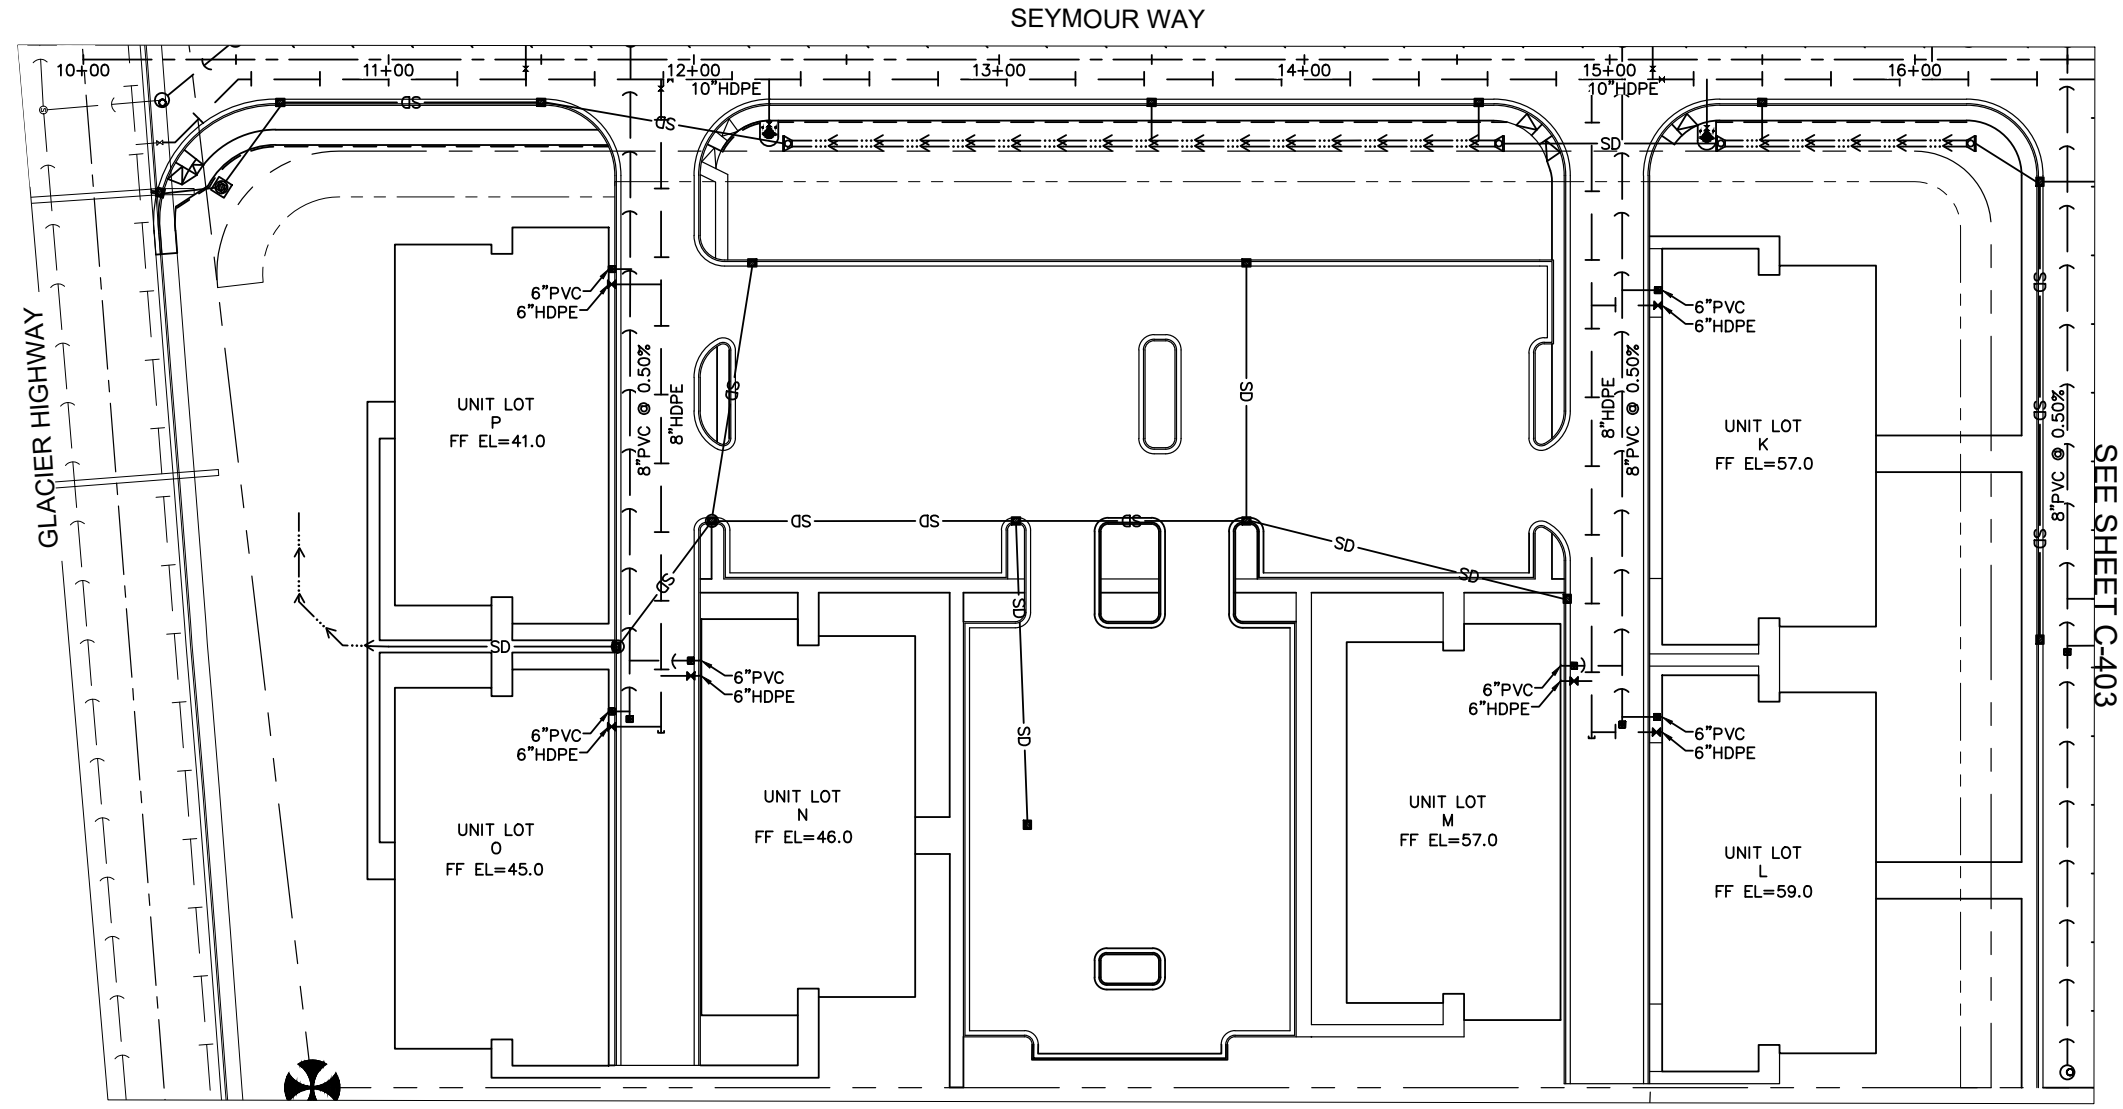 SEYMOUR WAY
10+00
11+00
12+00
13+00
14+00
15+00
16+00
10"HDPE
10"HDPE
SD
SD
SD
GLACIER HIGHWAY
6"PVC
6"HDPE
6"PVC
6"HDPE
SD
UNIT LOT
P
FF EL=41.0
8"PVC @ 0.50%
8"HDPE
SD
SD
8"HDPE
8"PVC @ 0.50%
UNIT LOT
K
FF EL=57.0
SD
8"PVC @ 0.50%
SEE SHEET C-403
SD
SD
SD
SD
SD
SD
SD
SD
SD
SD
6"PVC
6"HDPE
6"PVC
6"HDPE
6"PVC
6"HDPE
6"PVC
6"HDPE
SD
UNIT LOT
O
FF EL=45.0
UNIT LOT
N
FF EL=46.0
UNIT LOT
M
FF EL=57.0
UNIT LOT
L
FF EL=59.0